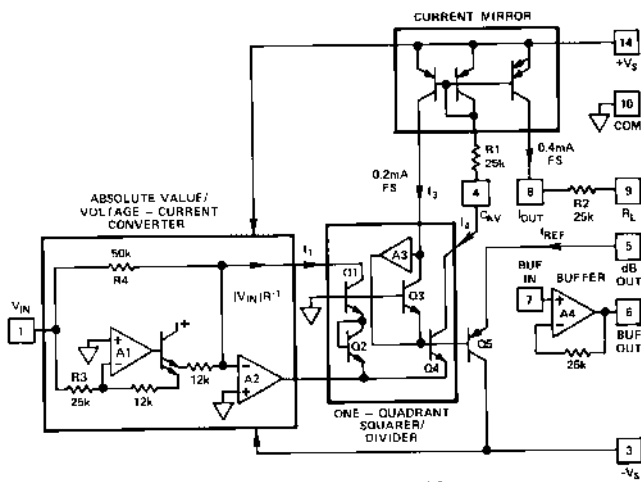 CURRENT MIRROR
14
+VS
10
COM
R1
25k
0.2mA
FS
I3
0.4mA
FS
4
CAV
8
IOUT
R2
25k
9
RL
ABSOLUTE VALUE/
VOLTAGE – CURRENT
CONVERTER
I4
IREF
5
dB
OUT
50k
R4
I1
|VIN|R-1
A3
Q1
Q3
Q2
Q4
Q5
BUF
IN
7
BUFFER
A4
6
BUF
OUT
25k
VIN
1
A1
+
–
R3
25k
12k
12k
A2
–
+
ONE – QUADRANT
SQUARER/
DIVIDER
3
-VS